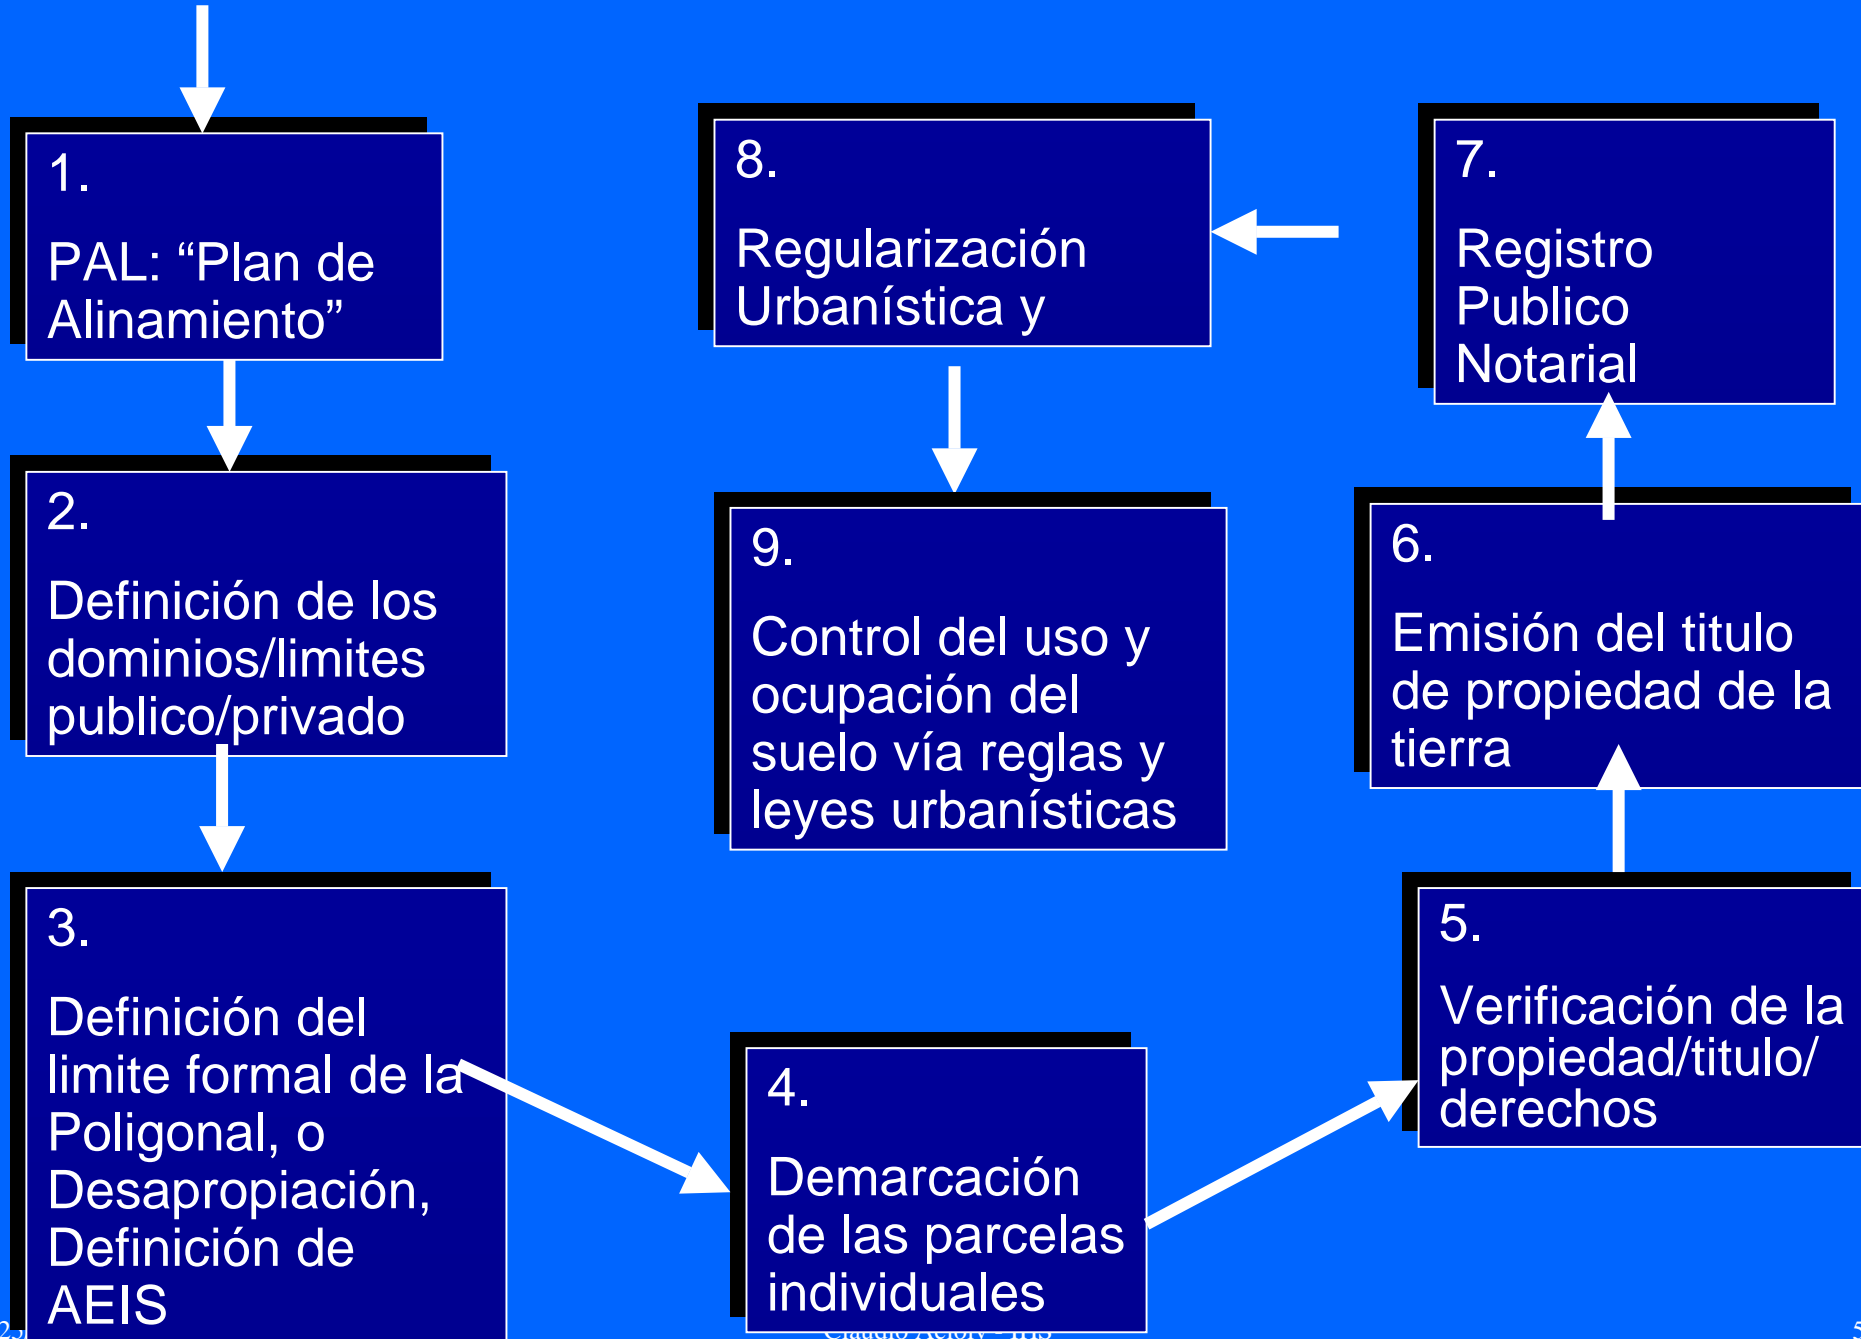 1.
PAL: “Plan de
Alinamiento”
2.
Definición de los
dominios/limites
publico/privado
3.
Definición del
limite formal de la
Poligonal, o
Desapropiación,
Definición de
AEIS
4.
Demarcación
de las parcelas
individuales
5.
Verificación de la
propiedad/titulo/
derechos
6.
Emisión del titulo
de propiedad de la
tierra
7.
Registro
Publico
Notarial
8.
Regularización
Urbanística y
9.
Control del uso y
ocupación del
suelo vía reglas y
leyes urbanísticas
Claudio Acioly - IHS